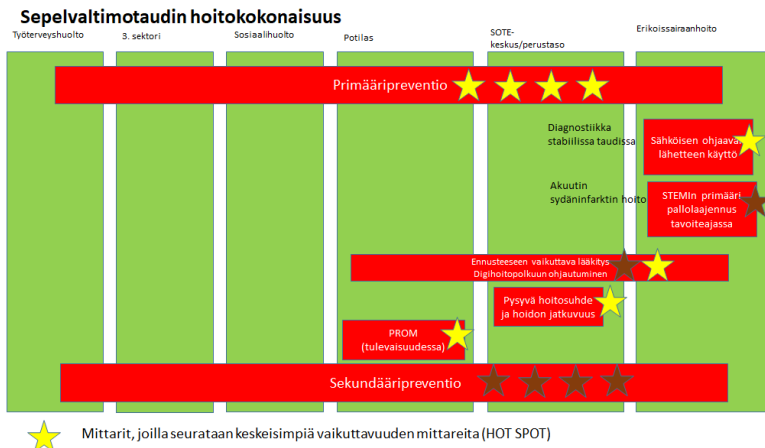 Sepelvaltimotaudin hoitokokonaisuus
Työterveyshuolto
3. sektori
Sosiaalihuolto
Potilas
SOTE-
keskus/perustaso
Erikoissairaanhoito
Primääripreventio
Diagnostiikka
stabiilissa taudissa
Sähköisen ohjaava
lähetteen käyttö
Akuutin
sydäninfarktin hoito
STEMIn primääri
pallolaajennus
tavoiteajassa
Ennusteeseen vaikuttava lääkitys
Digihoitopolkuun ohjautuminen
Pysyvä hoitosuhde
ja hoidon jatkuvuus
PROM
(tulevaisuudessa)
Sekundääripreventio
Mittarit, joilla seurataan keskeisimpiä vaikuttavuuden mittareita (HOT SPOT)